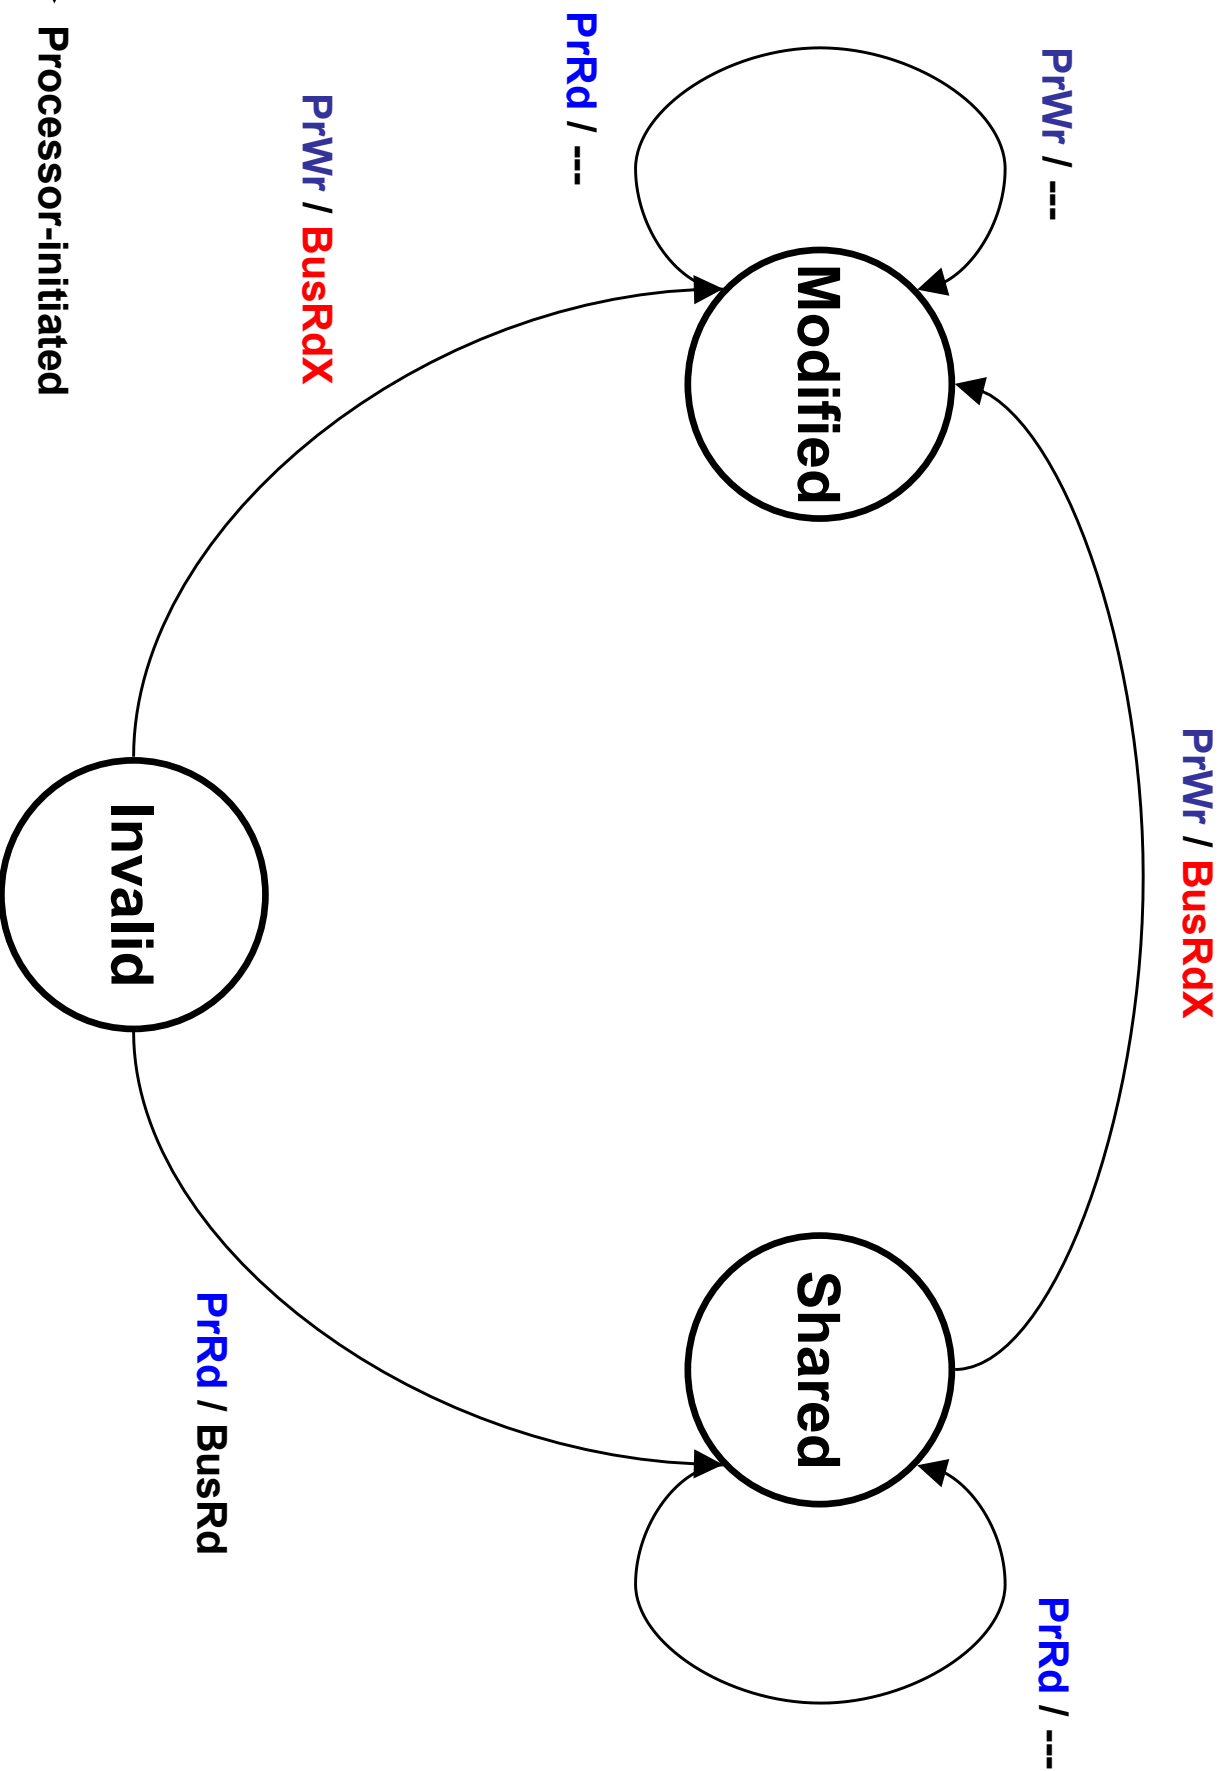 PrWr / BusRdX
PrWr / ---
PrRd / ---
Modified
Shared
PrRd / ---
PrWr / BusRdX
PrRd / BusRd
Invalid
Processor-initiated